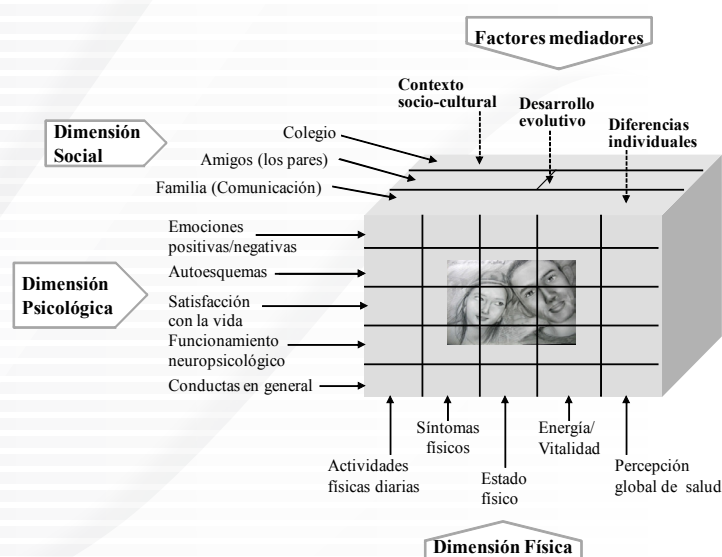 Factores mediadores
Contexto
socio-cultural
Desarrollo
evolutivo
Diferencias
individuales
Dimensión
Social
Colegio
Amigos (los pares)
Familia (Comunicación)
Dimensión
Psicológica
Emociones
positivas/negativas
Autoesquemas
Satisfacción
con la vida
Funcionamiento
neuropsicológico
Conductas en general
Actividades
físicas diarias
Síntomas
físicos
Estado
físico
Energía/
Vitalidad
Percepción
global de salud
Dimensión Física